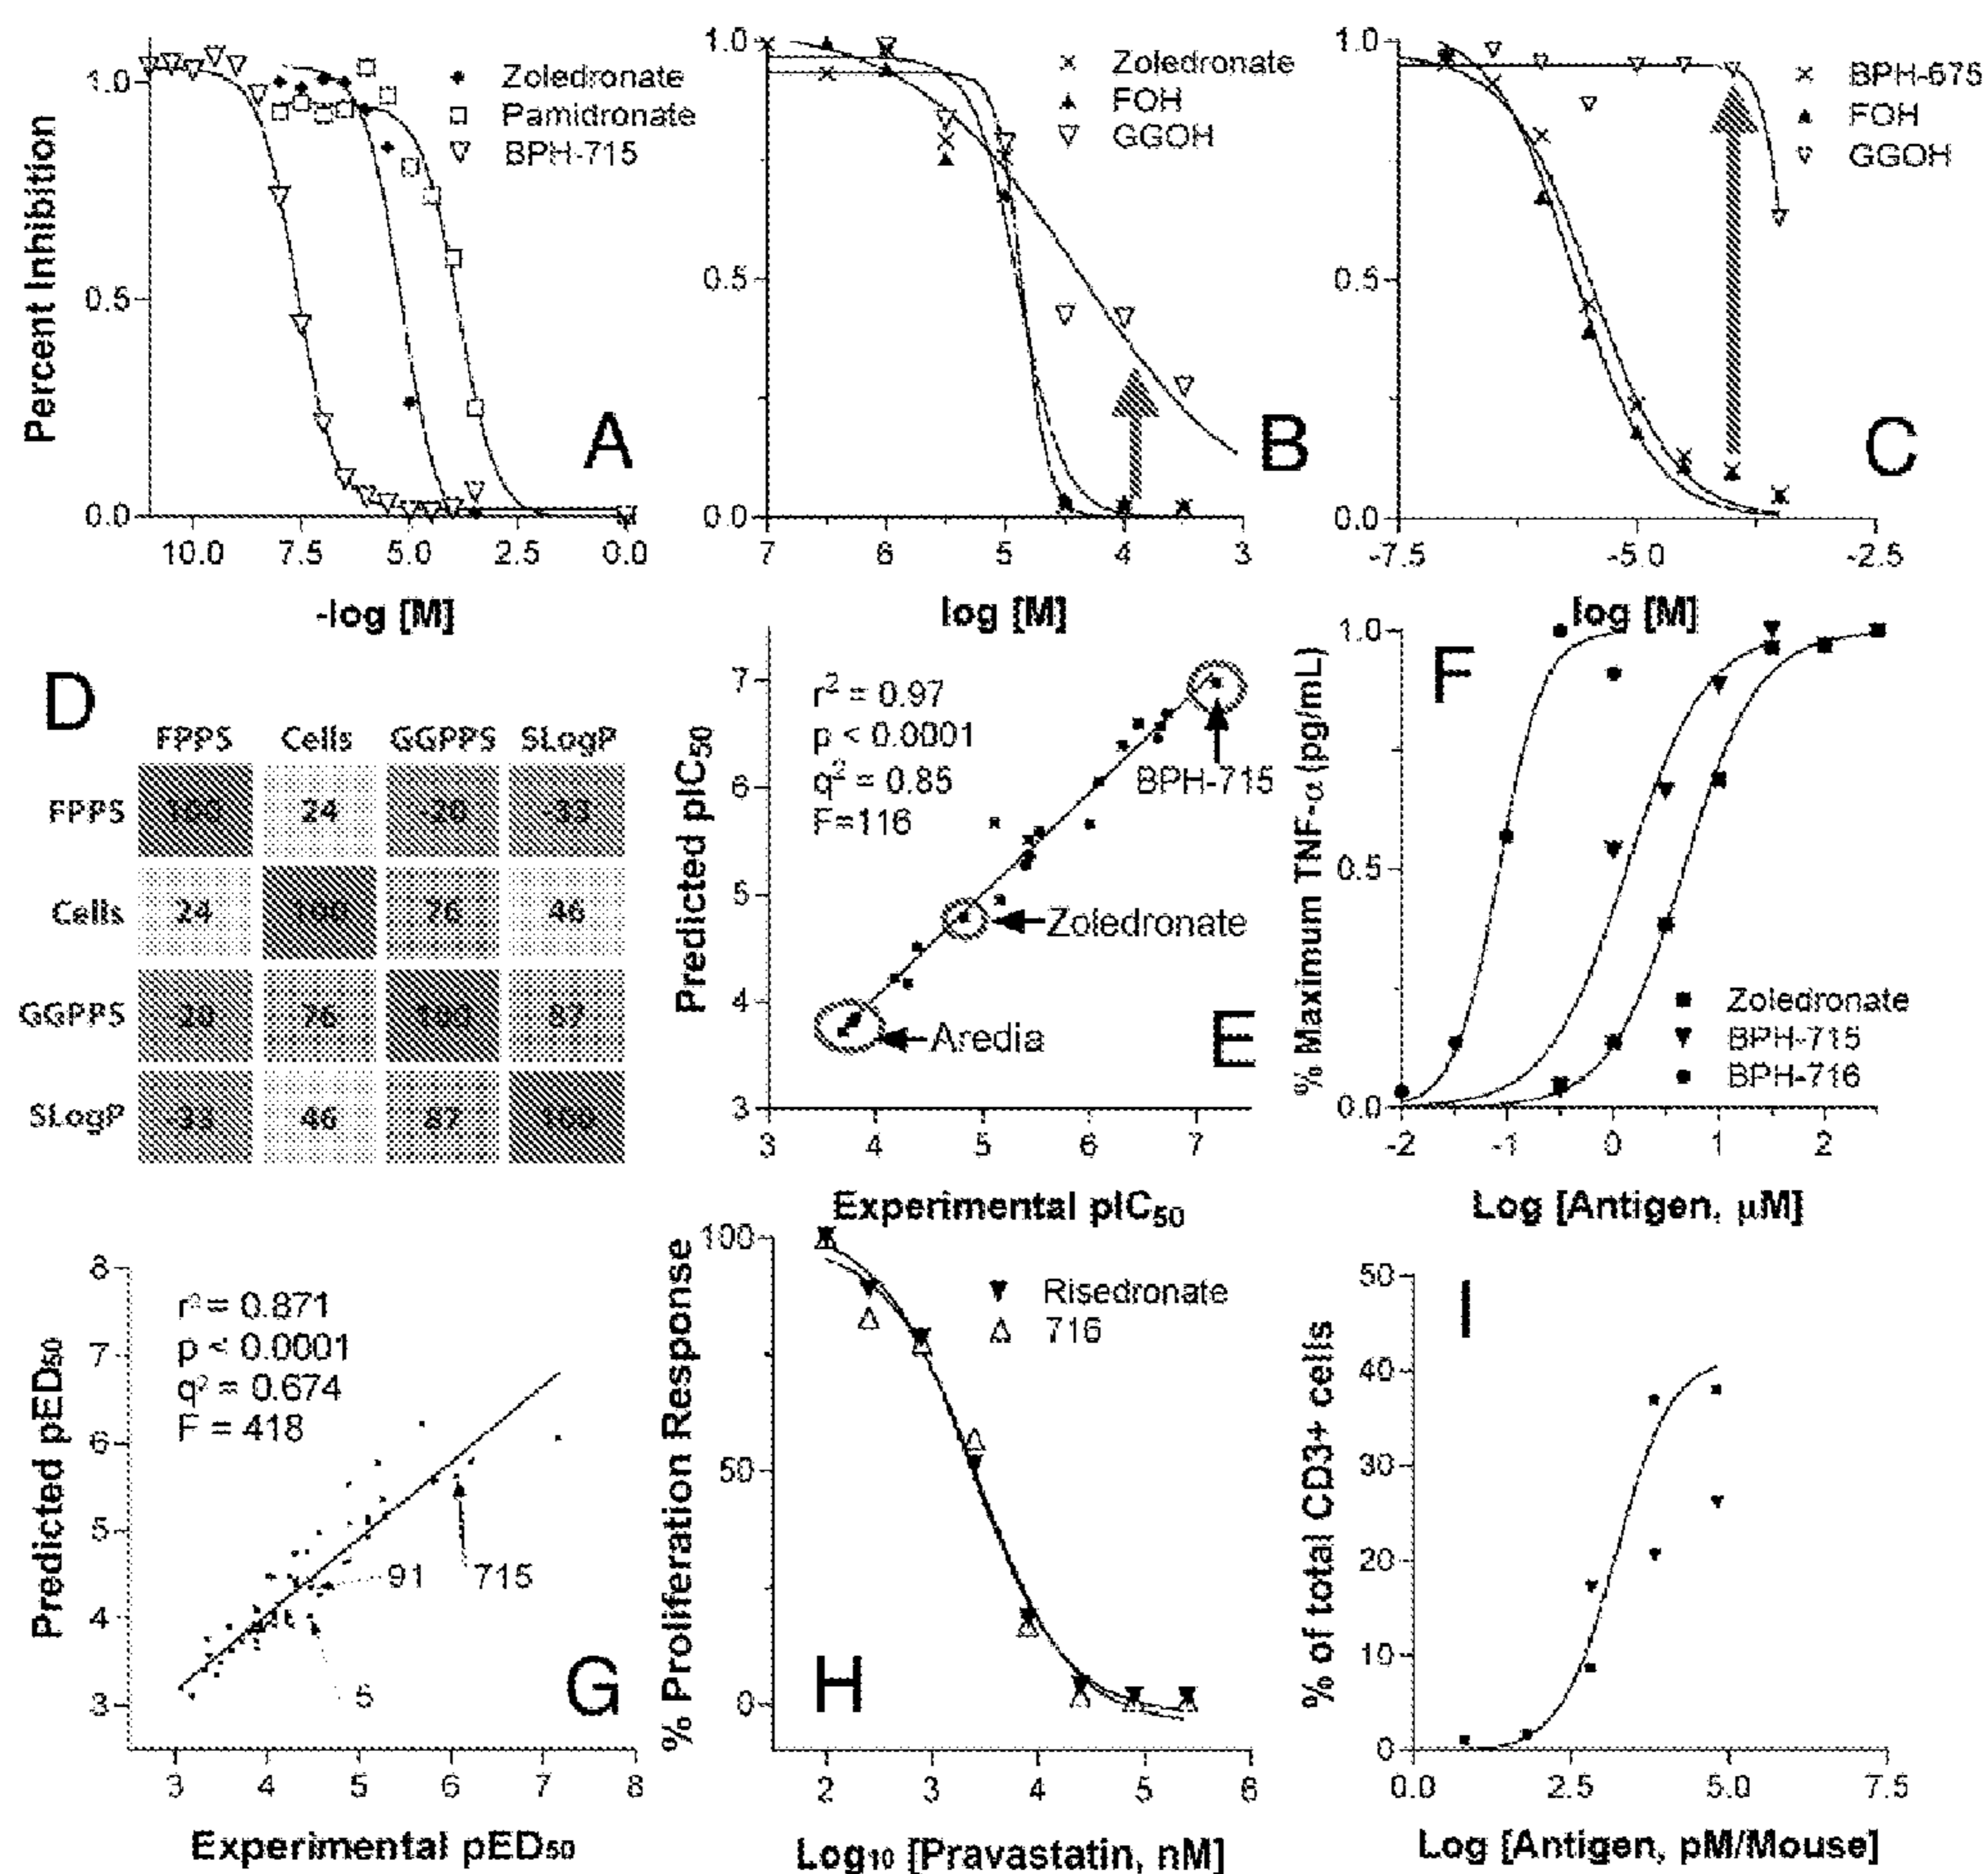 Percent Inhibition
1.0
0.5
0.0
10.0 7.5 5.0 2.5 0.0
-log [M]
Zoledronate
Pamidronate
BPH-715
A
1.0
0.5
0.0
7 6 5 4 3
log [M]
Zoledronate
FOH
GGOH
B
1.0
0.5
0.0
-7.5 -5.0 -2.5
log [M]
BPH-675
FOH
GGOH
C
D
FPPS Cells GGPPS SLogP
FPPS 100 24 -20 -33
Cells 24 100 76 46
GGPPS -20 76 100 87
SLogP -33 46 87 100
Predicted pIC50
7
6
5
4
3
3 4 5 6 7
Experimental pIC50
r2 = 0.97
p < 0.0001
q2 = 0.85
F=116
BPH-715
Zoledronate
Aredia
E
% Maximum TNF-α (pg/mL)
1.0
0.5
0.0
-2 -1 0 1 2
Log [Antigen, μM]
F
Zoledronate
BPH-715
BPH-716
Predicted pED50
8
7
6
5
4
3
3 4 5 6 7 8
Experimental pED50
r2 = 0.871
p < 0.0001
q2 = 0.674
F = 418
91
715
5
G
% Proliferation Response
100
50
0
2 3 4 5 6
Log10 [Pravastatin, nM]
Risedronate
716
H
% of total CD3+ cells
50
40
30
20
10
0
0.0 2.5 5.0 7.5
Log [Antigen, pM/Mouse]
I